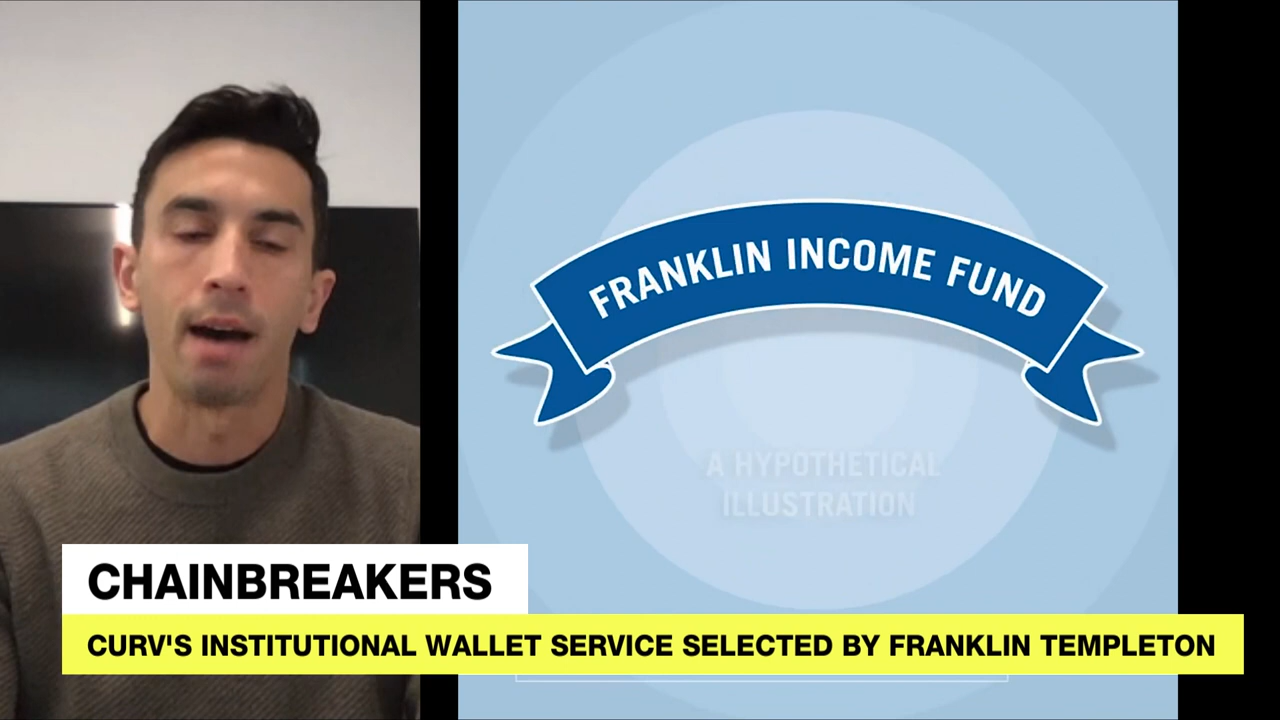 FRANKLIN INCOME FUND
A HYPOTHETICAL
ILLUSTRATION
CHAINBREAKERS
CURV'S INSTITUTIONAL WALLET SERVICE SELECTED BY FRANKLIN TEMPLETON